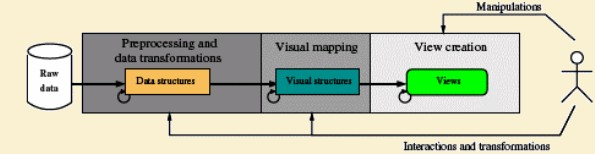 Manipulations
Preprocessing and
data transformations
Visual mapping
View creation
Raw
data
Data structures
Visual structures
Views
Interactions and transformations